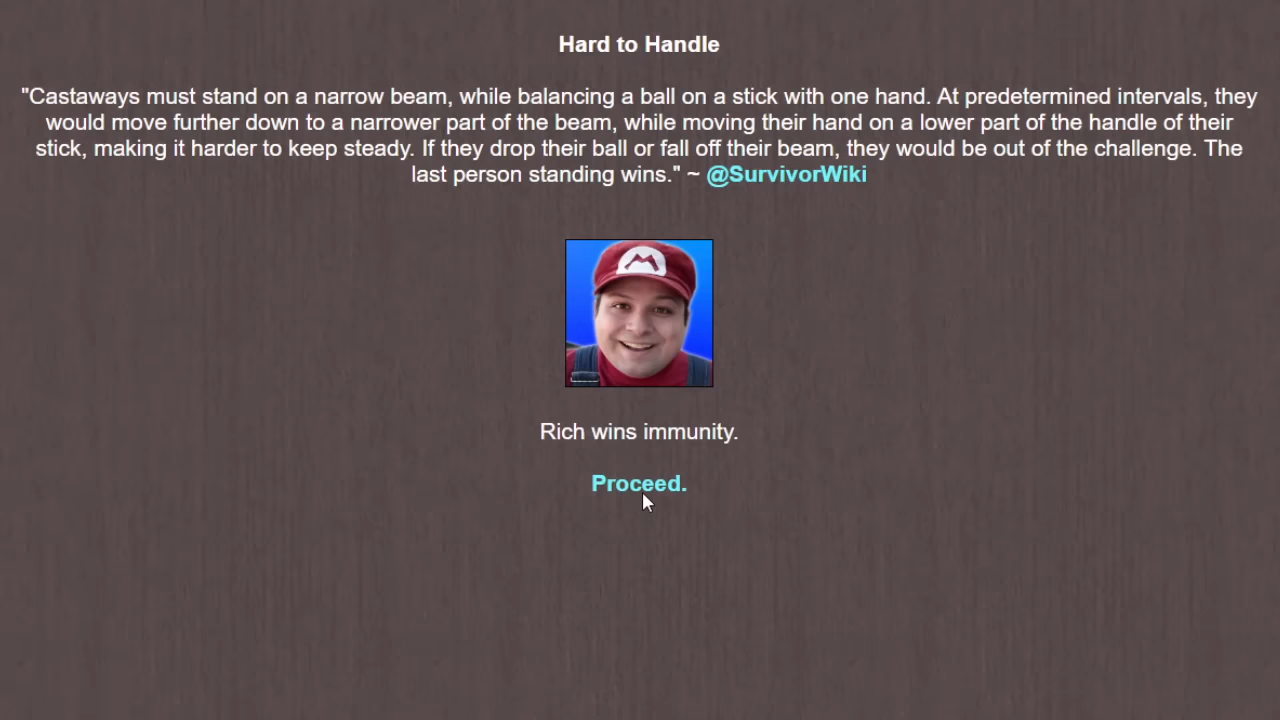 Hard to Handle
"Castaways must stand on a narrow beam, while balancing a ball on a stick with one hand. At predetermined intervals, they
would move further down to a narrower part of the beam, while moving their hand on a lower part of the handle of their
stick, making it harder to keep steady. If they drop their ball or fall off their beam, they would be out of the challenge. The
last person standing wins." ~ @SurvivorWiki
M
Rich wins immunity.
Proceed.